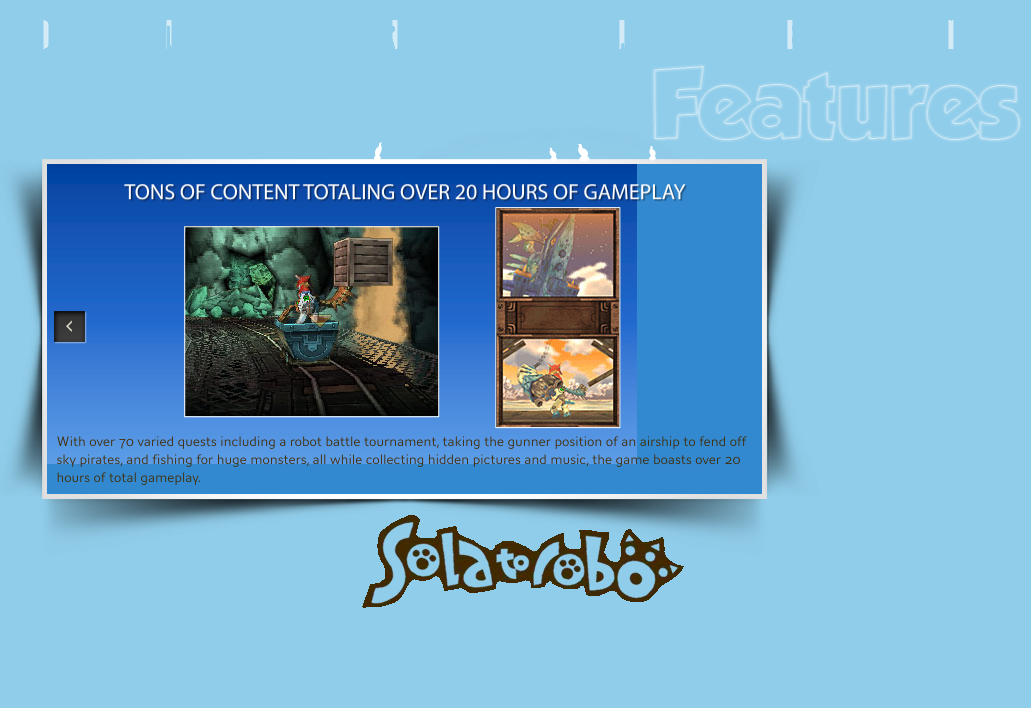 Features
TONS OF CONTENT TOTALING OVER 20 HOURS OF GAMEPLAY
With over 70 varied quests including a robot battle tournament, taking the gunner position of an airship to fend off
sky pirates, and fishing for huge monsters, all while collecting hidden pictures and music, the game boasts over 20
hours of total gameplay.
Solatorobo